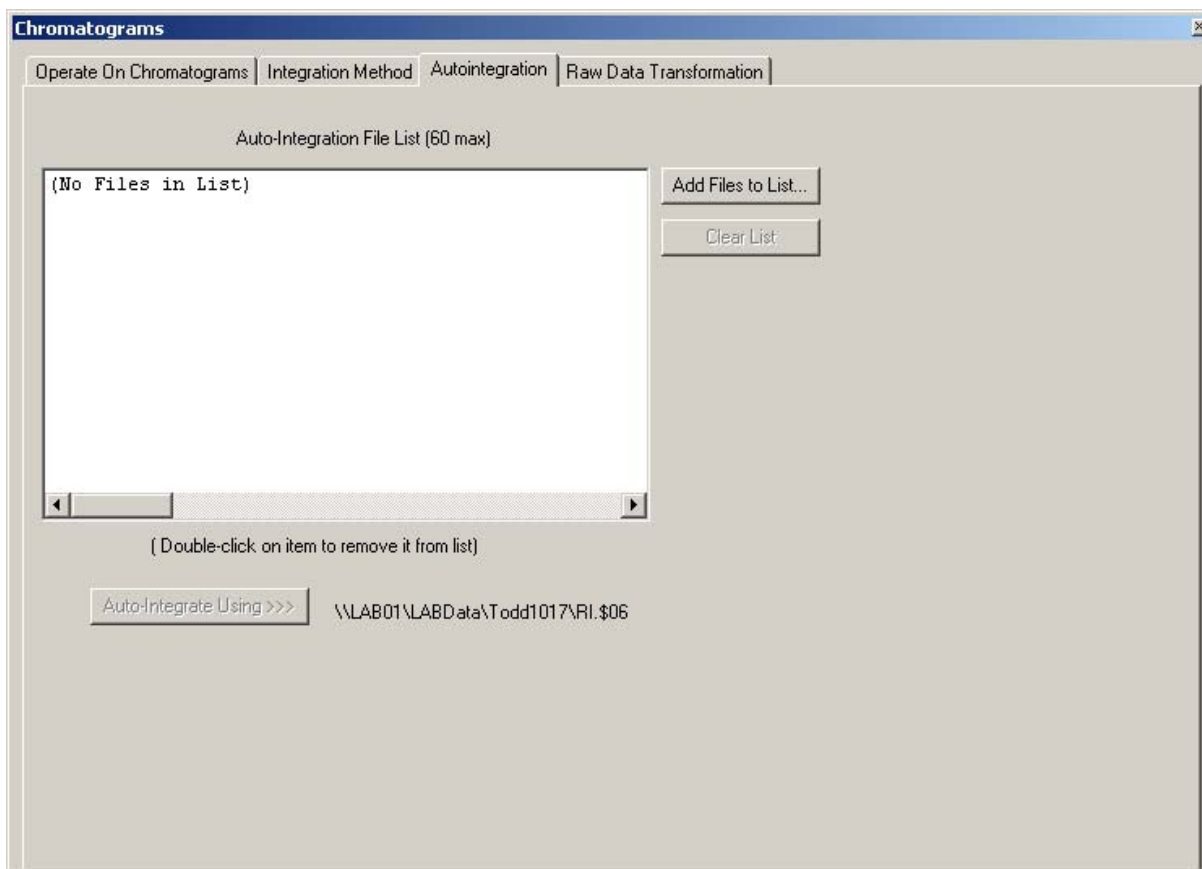 Chromatograms
Operate On Chromatograms Integration Method Autointegration Raw Data Transformation
Auto-Integration File List (60 max)
(No Files in List)
Add Files to List...
Clear List
( Double-click on item to remove it from list)
Auto-Integrate Using >>> \\LAB01\LABData\Todd1017\RI.$06